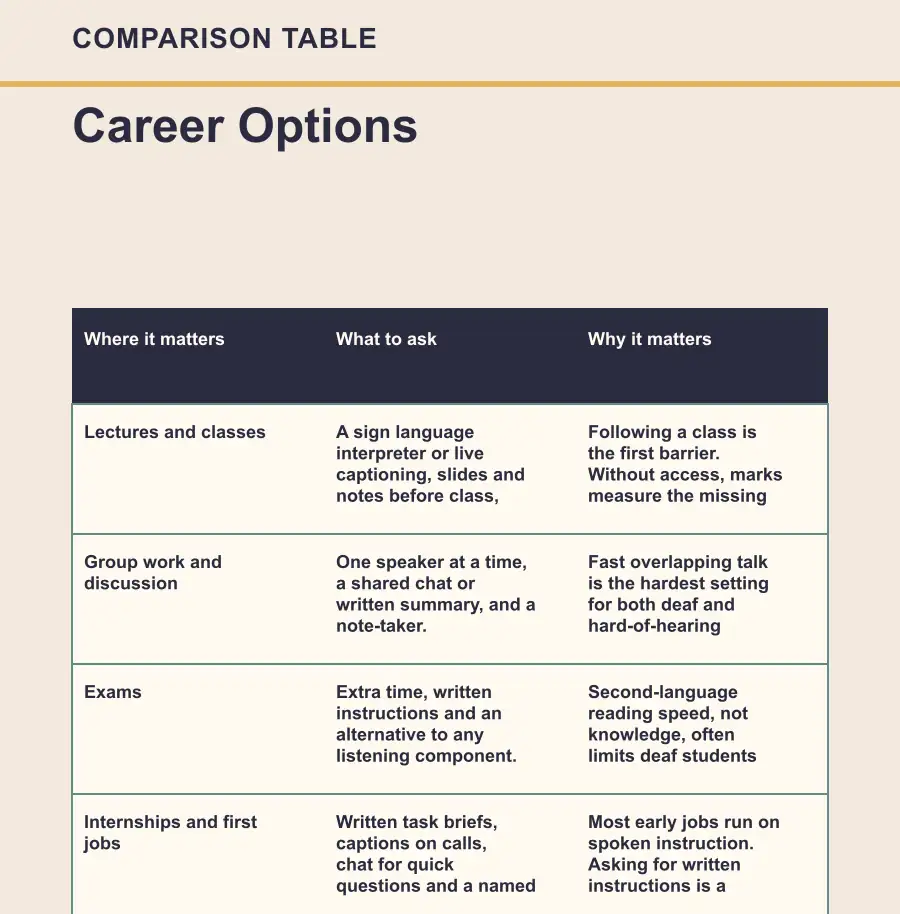 COMPARISON TABLE
Career Options
Where it matters
What to ask
Why it matters
Lectures and classes
A sign language
interpreter or live
captioning, slides and
notes before class,
Following a class is
the first barrier.
Without access, marks
measure the missing
Group work and
discussion
One speaker at a time,
a shared chat or
written summary, and a
note-taker.
Fast overlapping talk
is the hardest setting
for both deaf and
hard-of-hearing
Exams
Extra time, written
instructions and an
alternative to any
listening component.
Second-language
reading speed, not
knowledge, often
limits deaf students
Internships and first
jobs
Written task briefs,
captions on calls,
chat for quick
questions and a named
Most early jobs run on
spoken instruction.
Asking for written
instructions is a